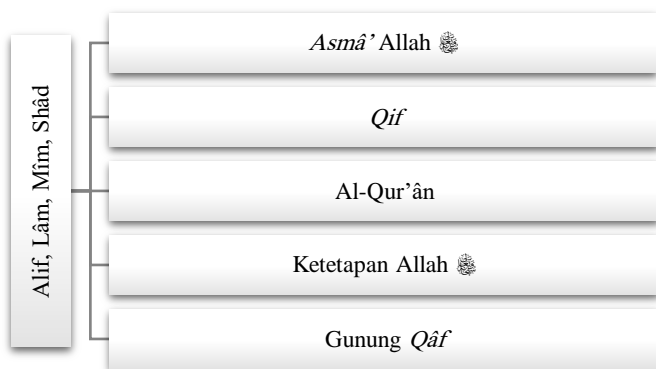 Alif, Lâm, Mîm, Shâd
Asmâ’ Allah ﷻ
Qif
Al-Qur’ân
Ketetapan Allah ﷻ
Gunung Qâf